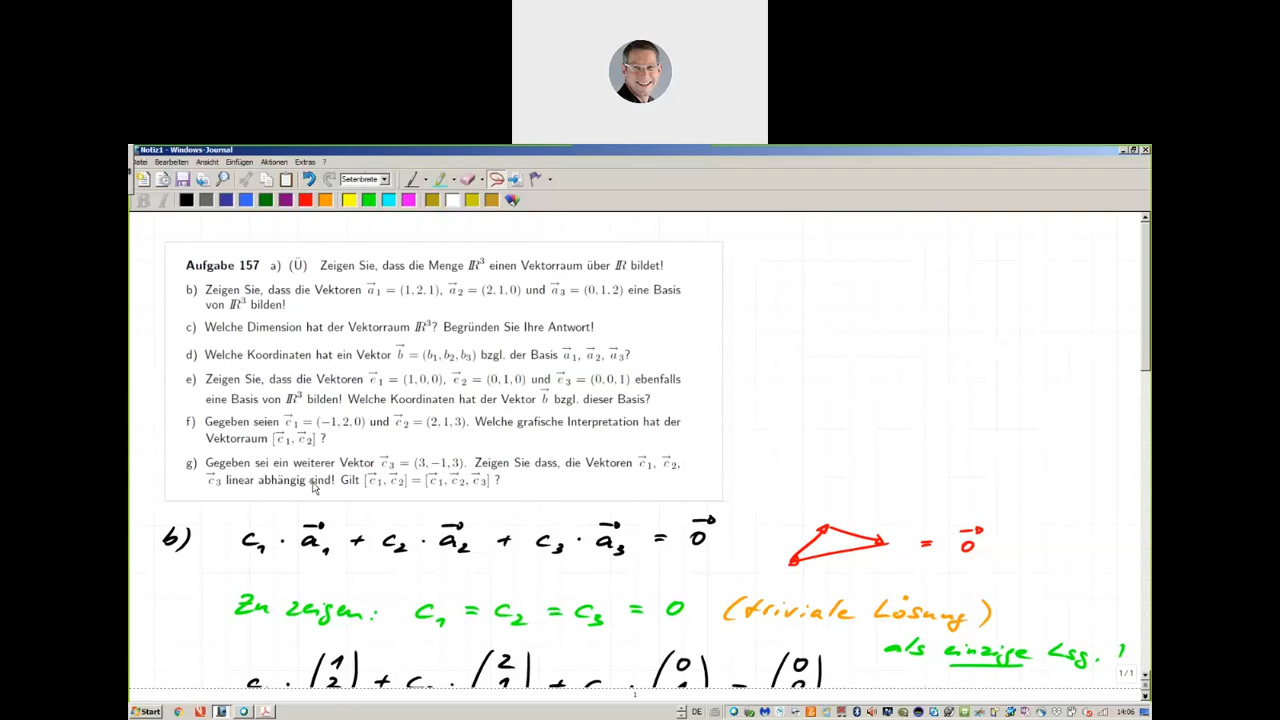 Notiz1 - Windows-Journal
Datei Bearbeiten Ansicht Einfügen Aktionen Extras ?
Seitenbreite
Aufgabe 157 a) (Ü) Zeigen Sie, dass die Menge ℝ³ einen Vektorraum über ℝ bildet!
b) Zeigen Sie, dass die Vektoren a⃗₁ = (1,2,1), a⃗₂ = (2,1,0) und a⃗₃ = (0,1,2) eine Basis
von ℝ³ bilden!
c) Welche Dimension hat der Vektorraum ℝ³? Begründen Sie Ihre Antwort!
d) Welche Koordinaten hat ein Vektor b⃗ = (b₁,b₂,b₃) bzgl. der Basis a⃗₁, a⃗₂, a⃗₃?
e) Zeigen Sie, dass die Vektoren e⃗₁ = (1,0,0), e⃗₂ = (0,1,0) und e⃗₃ = (0,0,1) ebenfalls
eine Basis von ℝ³ bilden! Welche Koordinaten hat der Vektor b⃗ bzgl. dieser Basis?
f) Gegeben seien c⃗₁ = (−1,2,0) und c⃗₂ = (2,1,3). Welche grafische Interpretation hat der
Vektorraum [c⃗₁, c⃗₂] ?
g) Gegeben sei ein weiterer Vektor c⃗₃ = (3,−1,3). Zeigen Sie dass, die Vektoren c⃗₁, c⃗₂,
c⃗₃ linear abhängig sind! Gilt [c⃗₁, c⃗₂] = [c⃗₁, c⃗₂, c⃗₃] ?
b) c₁ · a⃗₁ + c₂ · a⃗₂ + c₃ · a⃗₃ = 0⃗
= 0⃗
Zu zeigen: c₁ = c₂ = c₃ = 0 (triviale Lösung)
als einzige Lsg. !
1/1
1
Start
DE
14:06